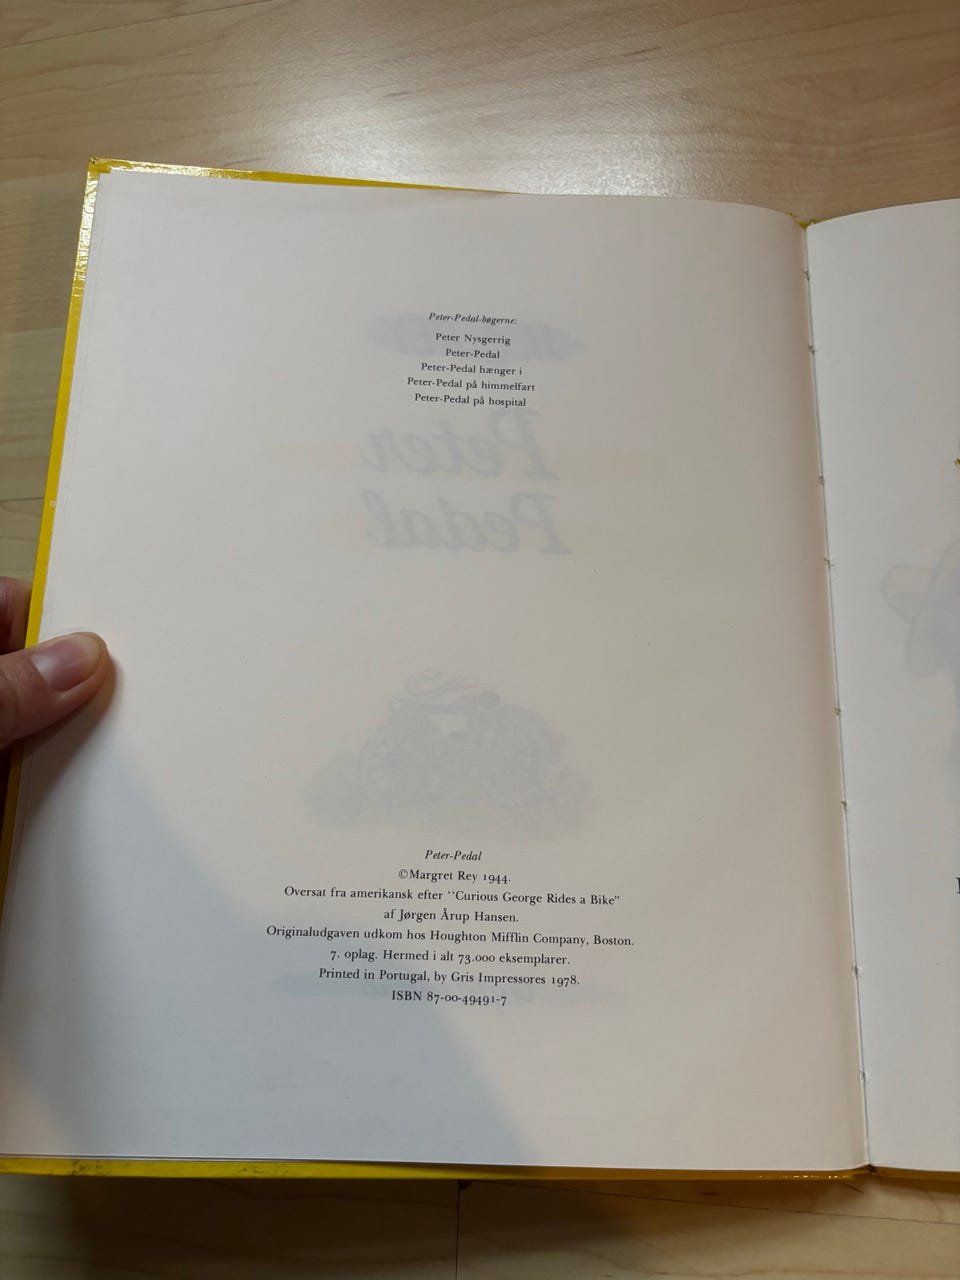 Peter-Pedal-bøgerne:
Peter Nysgerrig
Peter-Pedal
Peter-Pedal hænger i
Peter-Pedal på himmelfart
Peter-Pedal på hospital
Peter
Pedal
Peter-Pedal
©Margret Rey 1944.
Oversat fra amerikansk efter ‘‘Curious George Rides a Bike”
af Jørgen Årup Hansen.
Originaludgaven udkom hos Houghton Mifflin Company, Boston.
7. oplag. Hermed i alt 73.000 eksemplarer.
Printed in Portugal, by Gris Impressores 1978.
ISBN 87-00-49491-7